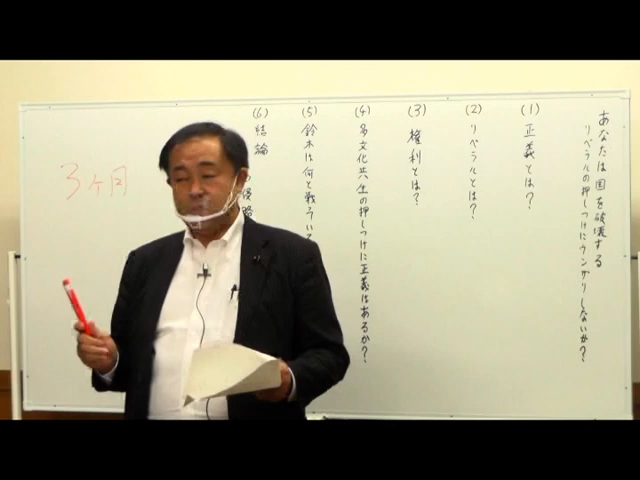 あなたは国を破壊する
リベラルの押しつけにウンザリしないか?
(1) 正義とは?
(2) リベラルとは?
(3) 権利とは?
(4) 多文化共生の押しつけに正義はあるか?
(5) 鈴木は何と戦ってい
(6) 結論
3ヶ月